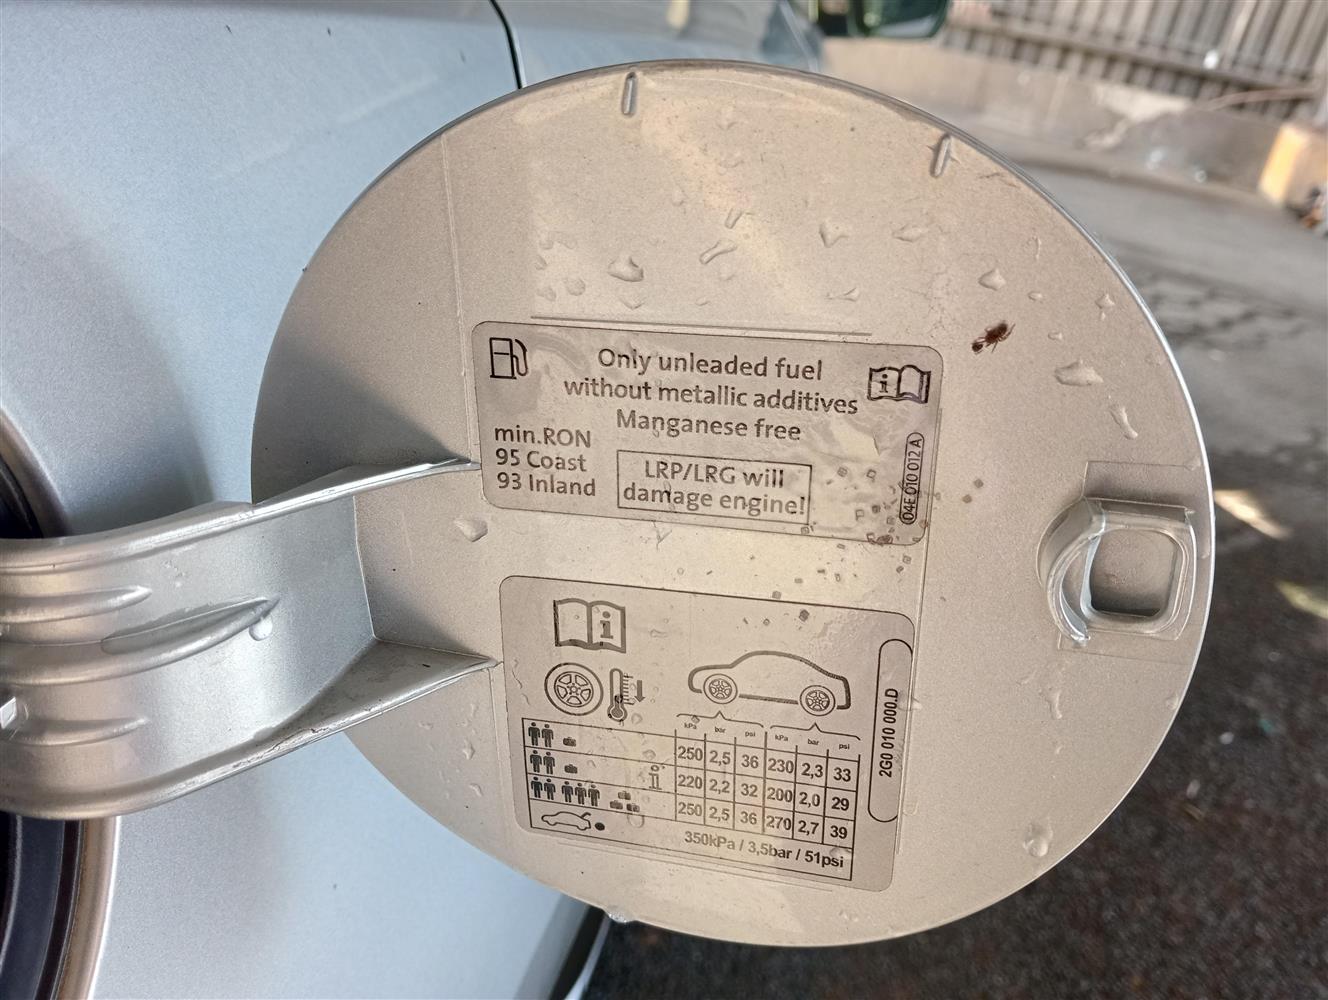 Only unleaded fuel
without metallic additives
Manganese free
min.RON
95 Coast
93 Inland
LRP/LRG will
damage engine!
04E 010 012 A
i
i
kPa bar psi kPa bar psi
250 2,5 36 230 2,3 33
i 220 2,2 32 200 2,0 29
250 2,5 36 270 2,7 39
350kPa / 3,5bar / 51psi
2G0 010 000.D